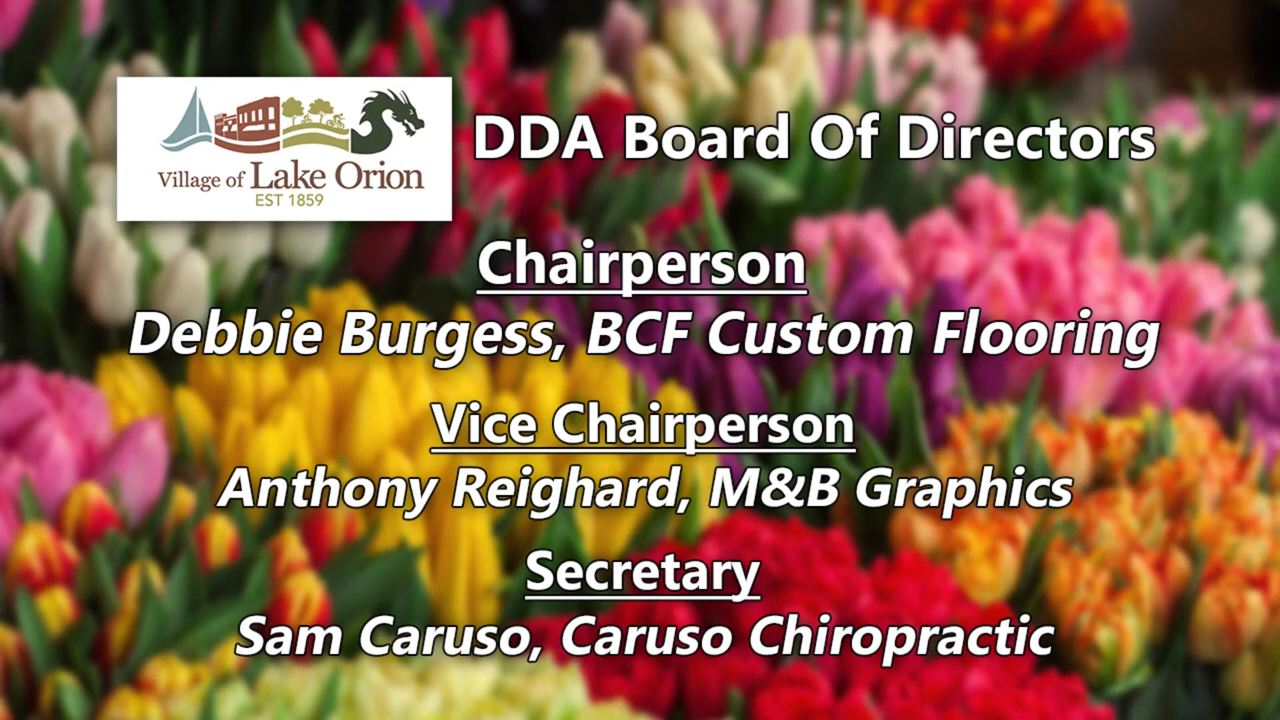 Village of Lake Orion
EST 1859
DDA Board Of Directors
Chairperson
Debbie Burgess, BCF Custom Flooring
Vice Chairperson
Anthony Reighard, M&B Graphics
Secretary
Sam Caruso, Caruso Chiropractic